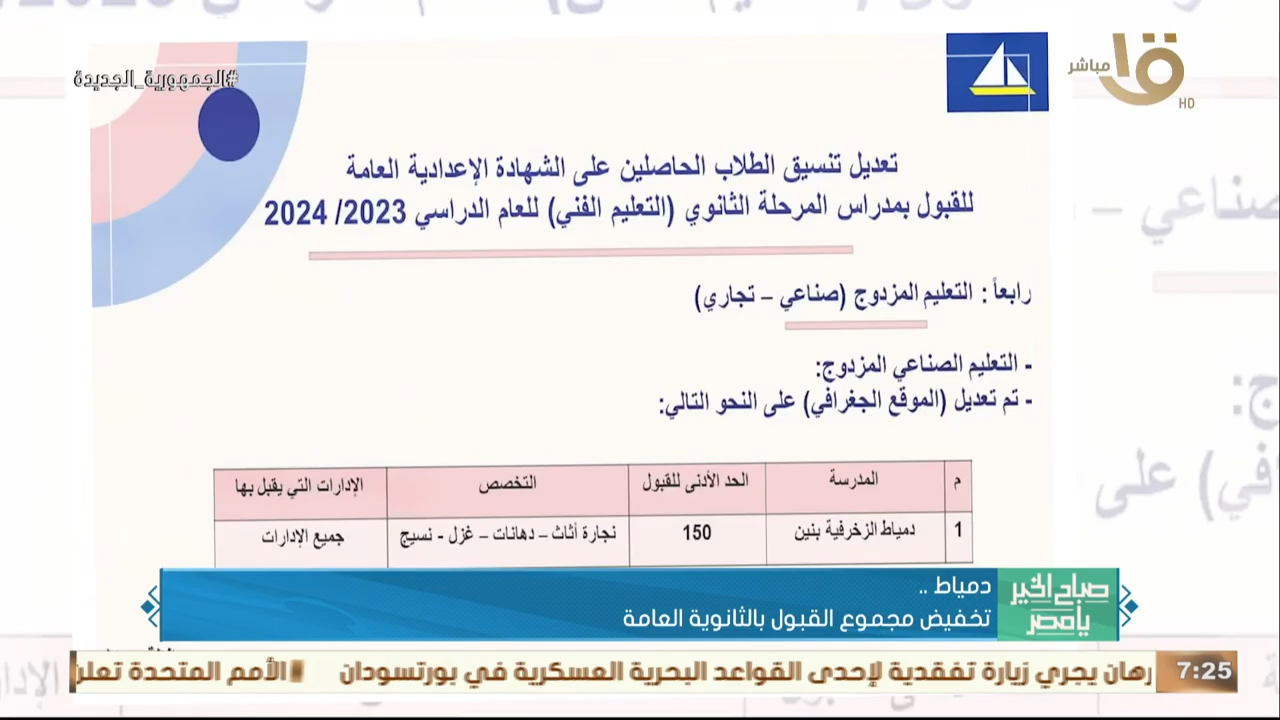 #الجمهورية_الجديدة
مباشر
HD
تعديل تنسيق الطلاب الحاصلين على الشهادة الإعدادية العامة
للقبول بمدراس المرحلة الثانوي (التعليم الفني) للعام الدراسي 2023/ 2024
رابعاً : التعليم المزدوج (صناعي – تجاري)
- التعليم الصناعي المزدوج:
- تم تعديل (الموقع الجغرافي) على النحو التالي:
م المدرسة الحد الأدنى للقبول التخصص الإدارات التي يقبل بها
1 دمياط الزخرفية بنين 150 نجارة أثاث – دهانات – غزل - نسيج جميع الإدارات
صباح الخير
يا مصر
دمياط ..
تخفيض مجموع القبول بالثانوية العامة
7:25 يجري زيارة تفقدية لإحدى القواعد البحرية العسكرية في بورتسودان الأمم المتحدة